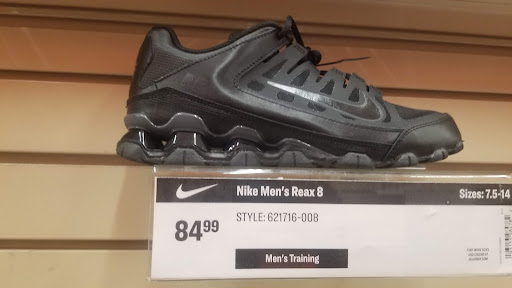 Nike Men's Reax 8
Sizes: 7.5-14
84.99
STYLE: 621716-008
Men's Training